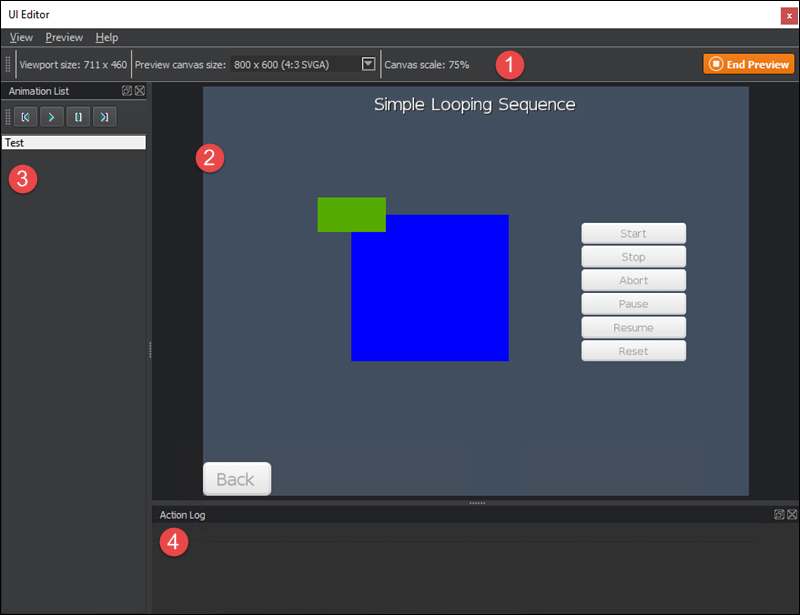 UI Editor
x
View Preview Help
Viewport size: 711 x 460 Preview canvas size: 800 x 600 (4:3 SVGA) Canvas scale: 75% 1 End Preview
Animation List
Simple Looping Sequence
Test
2
3
Start
Stop
Abort
Pause
Resume
Reset
Back
Action Log
4